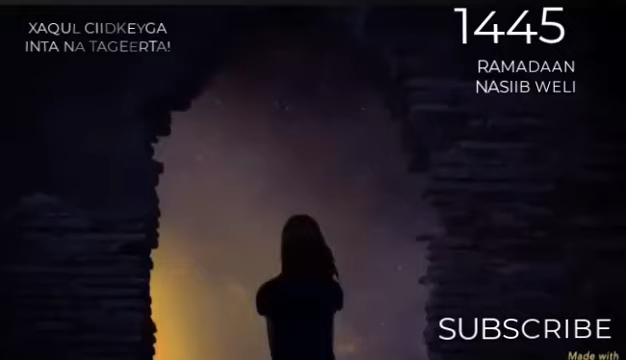 XAQUL CIIDKEYGA
INTA NA TAGEERTA!
1445
RAMADAAN
NASIIB WELI
SUBSCRIBE
Made with